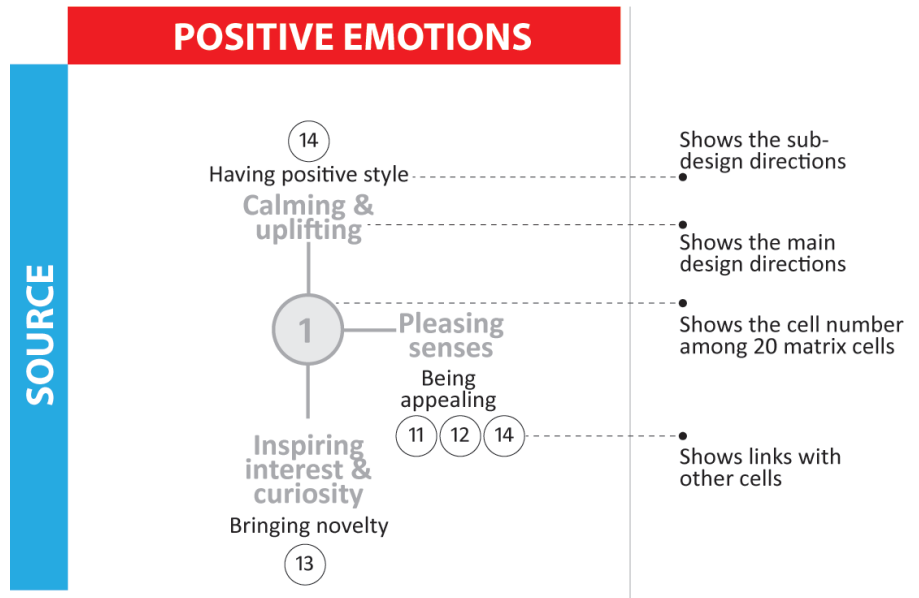 POSITIVE EMOTIONS
SOURCE
14
Having positive style
Calming &
uplifting
1
Pleasing
senses
Being
appealing
11 12 14
Inspiring
interest &
curiosity
Bringing novelty
13
Shows the sub-
design directions
Shows the main
design directions
Shows the cell number
among 20 matrix cells
Shows links with
other cells